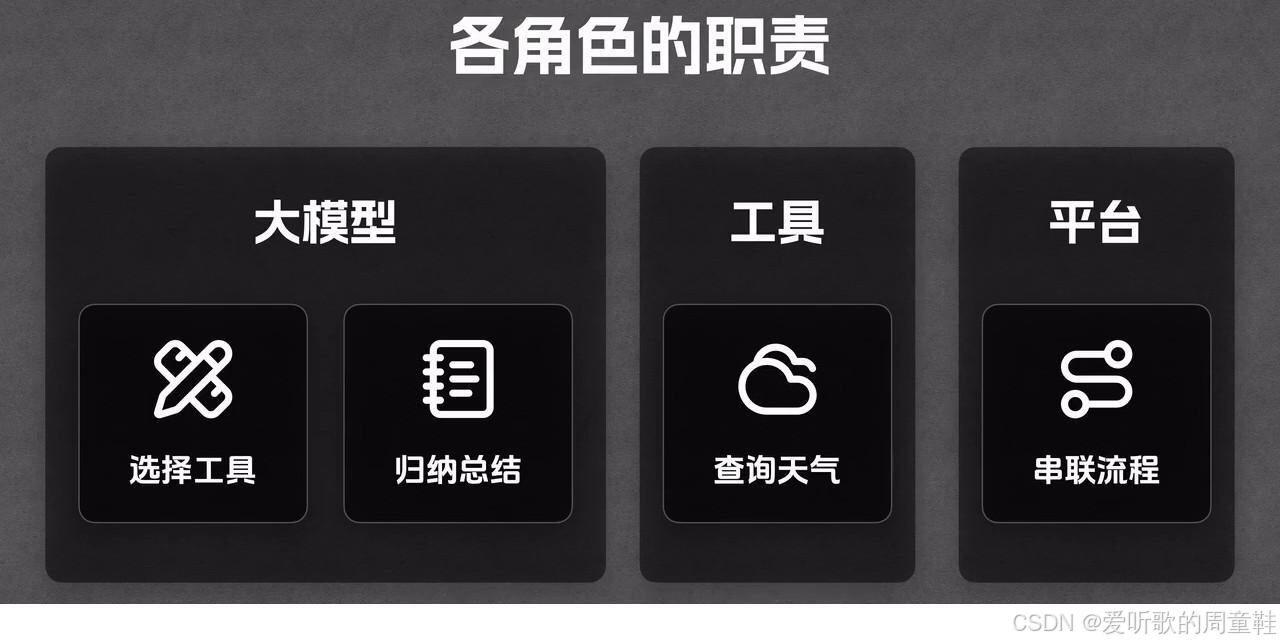 各角色的职责
大模型
选择工具
归纳总结
工具
查询天气
平台
串联流程
CSDN @爱听歌的周童鞋